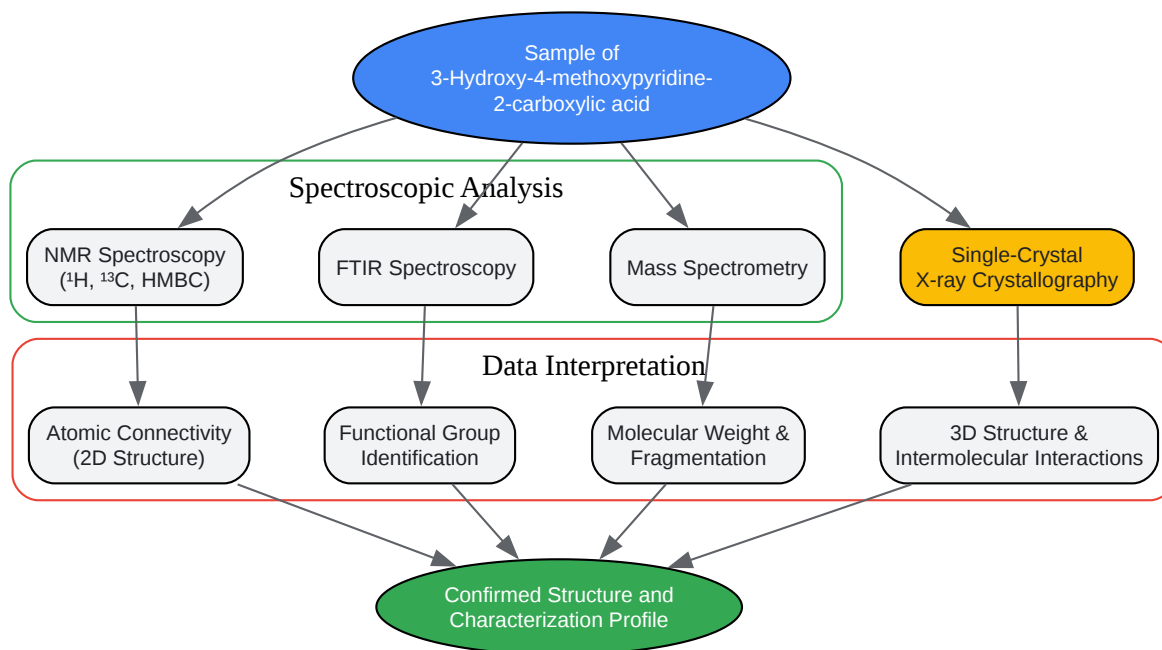 Sample of
3-Hydroxy-4-methoxypyridine-
2-carboxylic acid
Spectroscopic Analysis
NMR Spectroscopy
(¹H, ¹³C, HMBC)
FTIR Spectroscopy
Mass Spectrometry
Single-Crystal
X-ray Crystallography
Data Interpretation
Atomic Connectivity
(2D Structure)
Functional Group
Identification
Molecular Weight &
Fragmentation
3D Structure &
Intermolecular Interactions
Confirmed Structure and
Characterization Profile